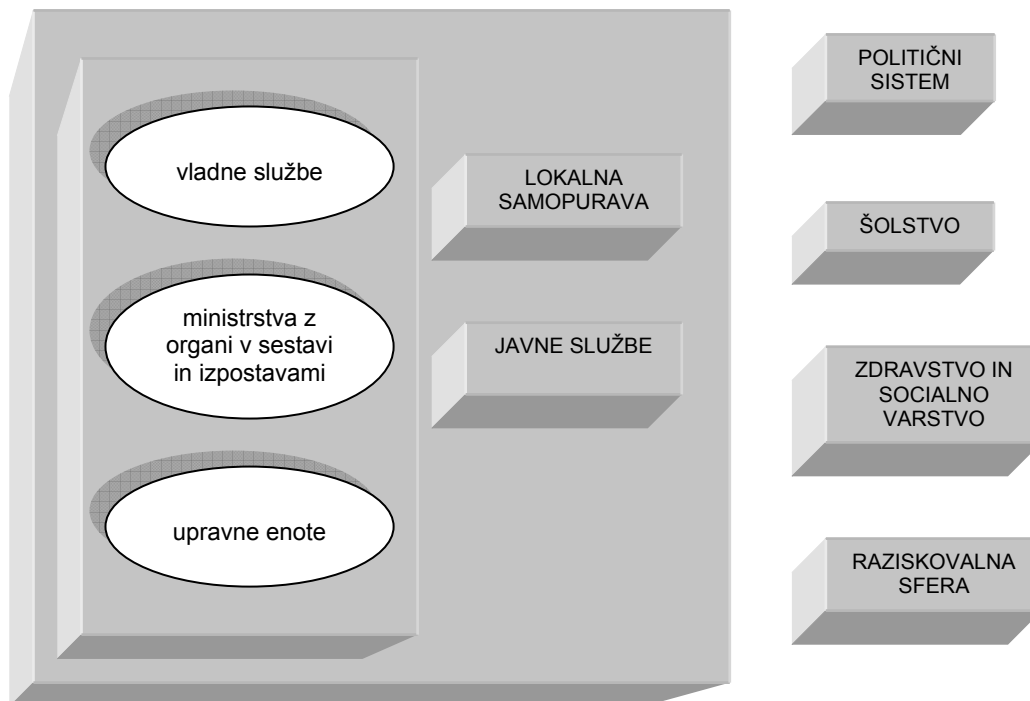 vladne službe
ministrstva z
organi v sestavi
in izpostavami
upravne enote
LOKALNA
SAMOPURAVA
JAVNE SLUŽBE
POLITIČNI
SISTEM
ŠOLSTVO
ZDRAVSTVO IN
SOCIALNO
VARSTVO
RAZISKOVALNA
SFERA